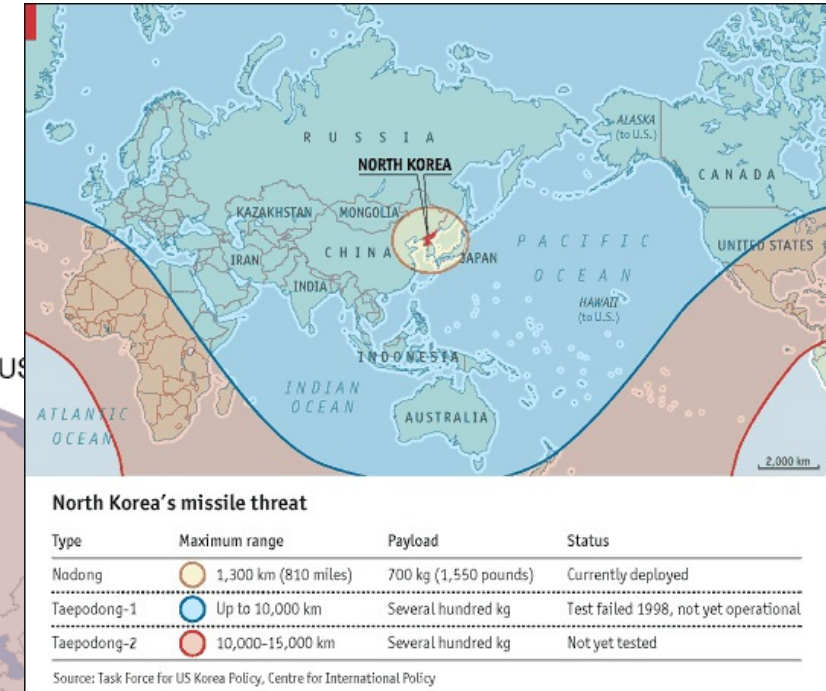 RUSSIA
ALASKA
(to U.S.)
CANADA
NORTH KOREA
KAZAKHSTAN
MONGOLIA
UNITED STATES
PACIFIC
OCEAN
CHINA
JAPAN
IRAN
INDIA
HAWAII
(to U.S.)
INDONESIA
US
INDIAN
OCEAN
ATLANTIC
OCEAN
AUSTRALIA
2,000 km
North Korea's missile threat
Type Maximum range Payload Status
Nodong 1,300 km (810 miles) 700 kg (1,550 pounds) Currently deployed
Taepodong-1 Up to 10,000 km Several hundred kg Test failed 1998, not yet operational
Taepodong-2 10,000-15,000 km Several hundred kg Not yet tested
Source: Task Force for US Korea Policy, Centre for International Policy